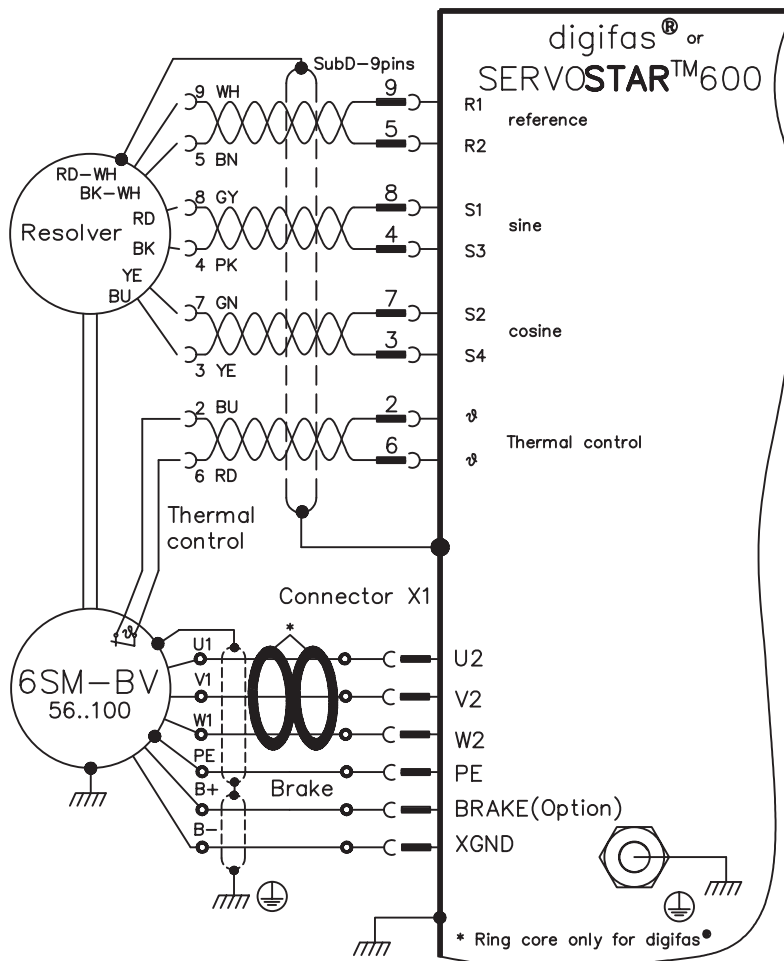 digifas® or
SERVOSTAR™600
SubD-9pins
9 WH 9 R1
reference
5 BN 5 R2
RD-WH
BK-WH
8 GY 8 S1
RD
Resolver
sine
BK
4 PK 4 S3
YE
BU
7 GN 7 S2
cosine
3 YE 3 S4
2 BU 2 ϑ
Thermal control
6 RD 6 ϑ
Thermal
control
Connector X1
*
ϑ
U1 U2
6SM-BV
56..100
V1 V2
W1 W2
PE PE
Brake
B+ BRAKE(Option)
B- XGND
* Ring core only for digifas●